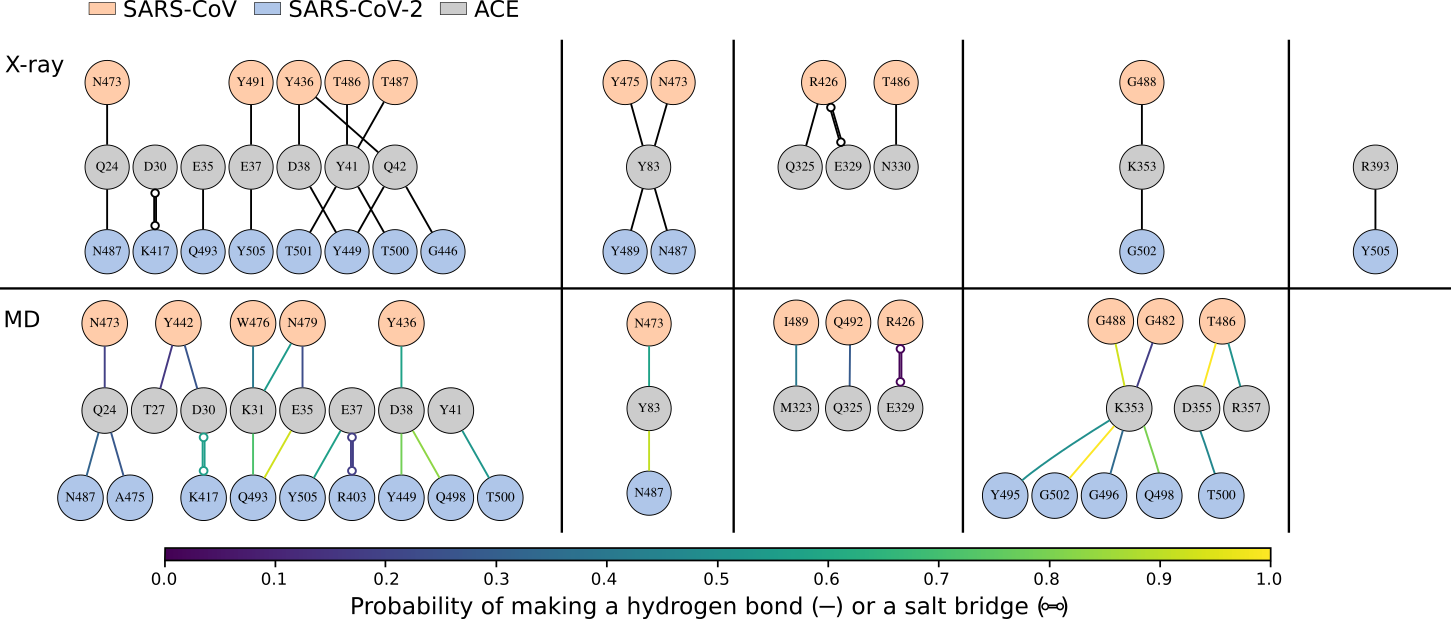 SARS-CoV SARS-CoV-2 ACE
X-ray
N473 Y491 Y436 T486 T487 Y475 N473 R426 T486 G488
Q24 D30 E35 E37 D38 Y41 Q42 Y83 Q325 E329 N330 K353 R393
N487 K417 Q493 Y505 T501 Y449 T500 G446 Y489 N487 G502 Y505
MD
N473 Y442 W476 N479 Y436 N473 I489 Q492 R426 G488 G482 T486
Q24 T27 D30 K31 E35 E37 D38 Y41 Y83 M323 Q325 E329 K353 D355 R357
N487 A475 K417 Q493 Y505 R403 Y449 Q498 T500 N487 Y495 G502 G496 Q498 T500
0.0 0.1 0.2 0.3 0.4 0.5 0.6 0.7 0.8 0.9 1.0
Probability of making a hydrogen bond (—) or a salt bridge ()